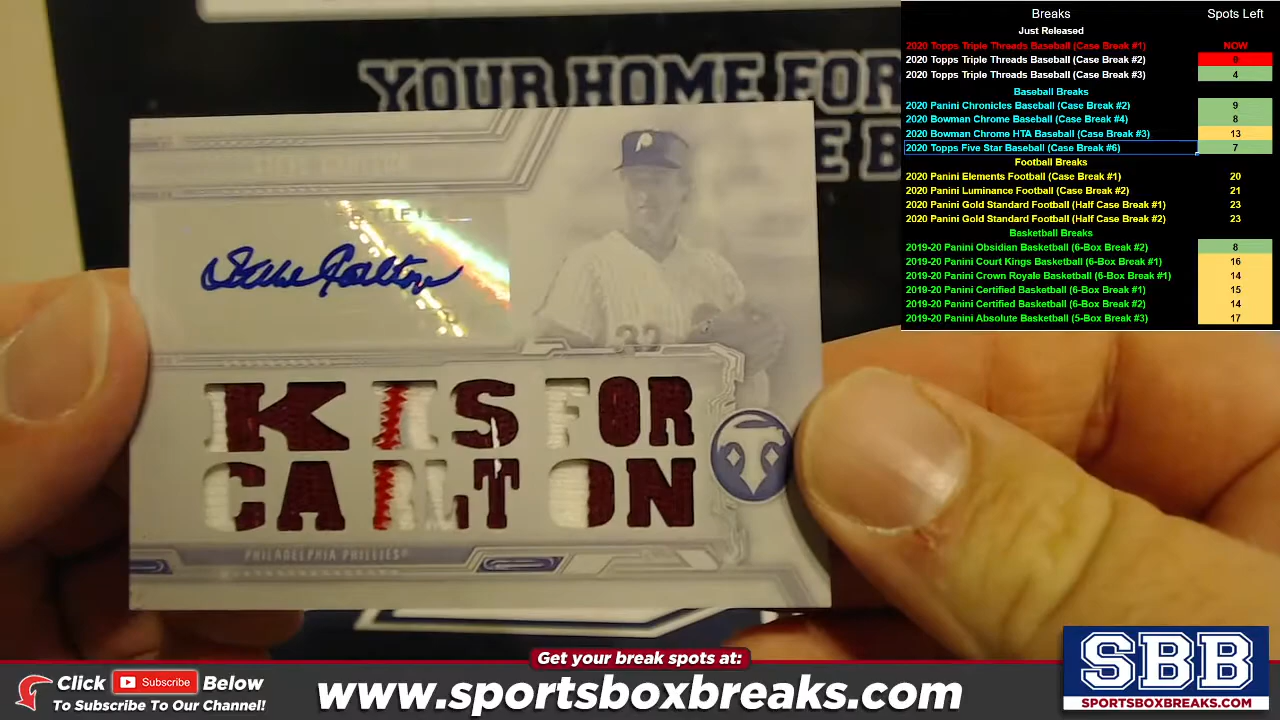 YOUR HOME FOR
E B
Steve Carlton
32
K IS FOR
CARLTON
PHILADELPHIA PHILLIES®
Breaks Spots Left
Just Released
2020 Topps Triple Threads Baseball (Case Break #1) NOW
2020 Topps Triple Threads Baseball (Case Break #2) 0
2020 Topps Triple Threads Baseball (Case Break #3) 4
Baseball Breaks
2020 Panini Chronicles Baseball (Case Break #2) 9
2020 Bowman Chrome Baseball (Case Break #4) 8
2020 Bowman Chrome HTA Baseball (Case Break #3) 13
2020 Topps Five Star Baseball (Case Break #6) 7
Football Breaks
2020 Panini Elements Football (Case Break #1) 20
2020 Panini Luminance Football (Case Break #2) 21
2020 Panini Gold Standard Football (Half Case Break #1) 23
2020 Panini Gold Standard Football (Half Case Break #2) 23
Basketball Breaks
2019-20 Panini Obsidian Basketball (6-Box Break #2) 8
2019-20 Panini Court Kings Basketball (6-Box Break #1) 16
2019-20 Panini Crown Royale Basketball (6-Box Break #1) 14
2019-20 Panini Certified Basketball (6-Box Break #1) 15
2019-20 Panini Certified Basketball (6-Box Break #2) 14
2019-20 Panini Absolute Basketball (5-Box Break #3) 17
Get your break spots at:
Click Subscribe Below
To Subscribe To Our Channel!
www.sportsboxbreaks.com
SBB
SPORTSBOXBREAKS.COM